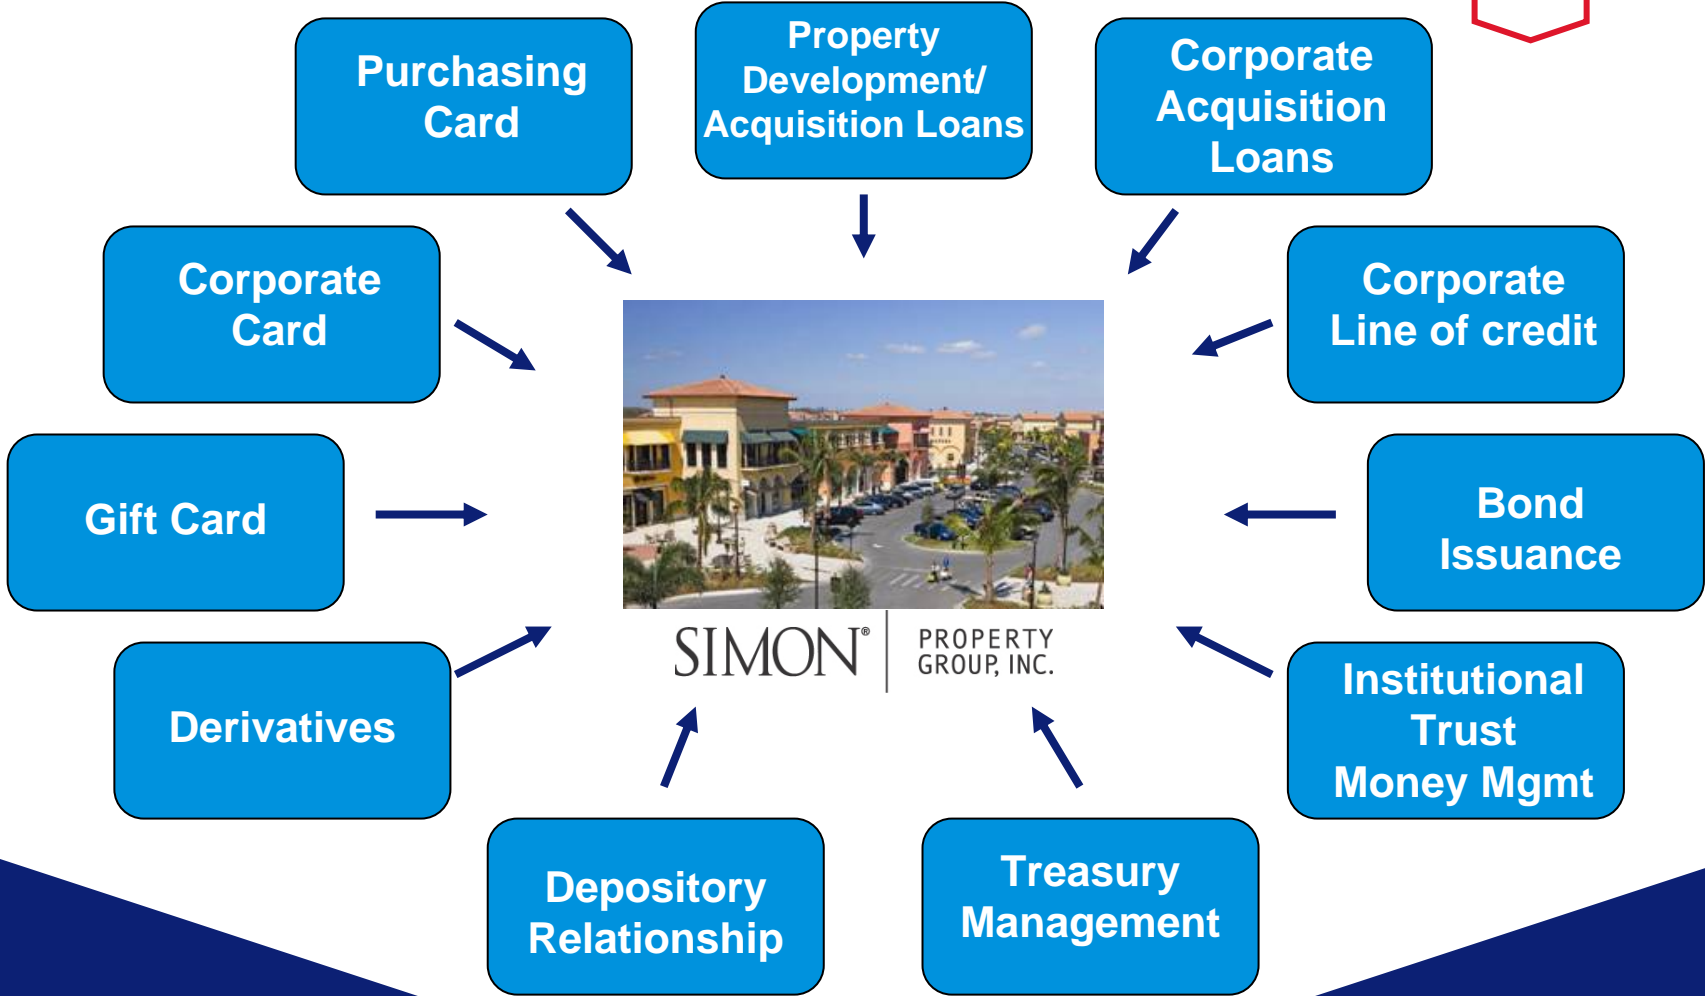 Purchasing
Card
Property
Development/
Acquisition Loans
Corporate
Acquisition
Loans
Corporate
Card
Corporate
Line of credit
Gift Card
Bond
Issuance
SIMON® PROPERTY
GROUP, INC.
Derivatives
Institutional
Trust
Money Mgmt
Depository
Relationship
Treasury
Management